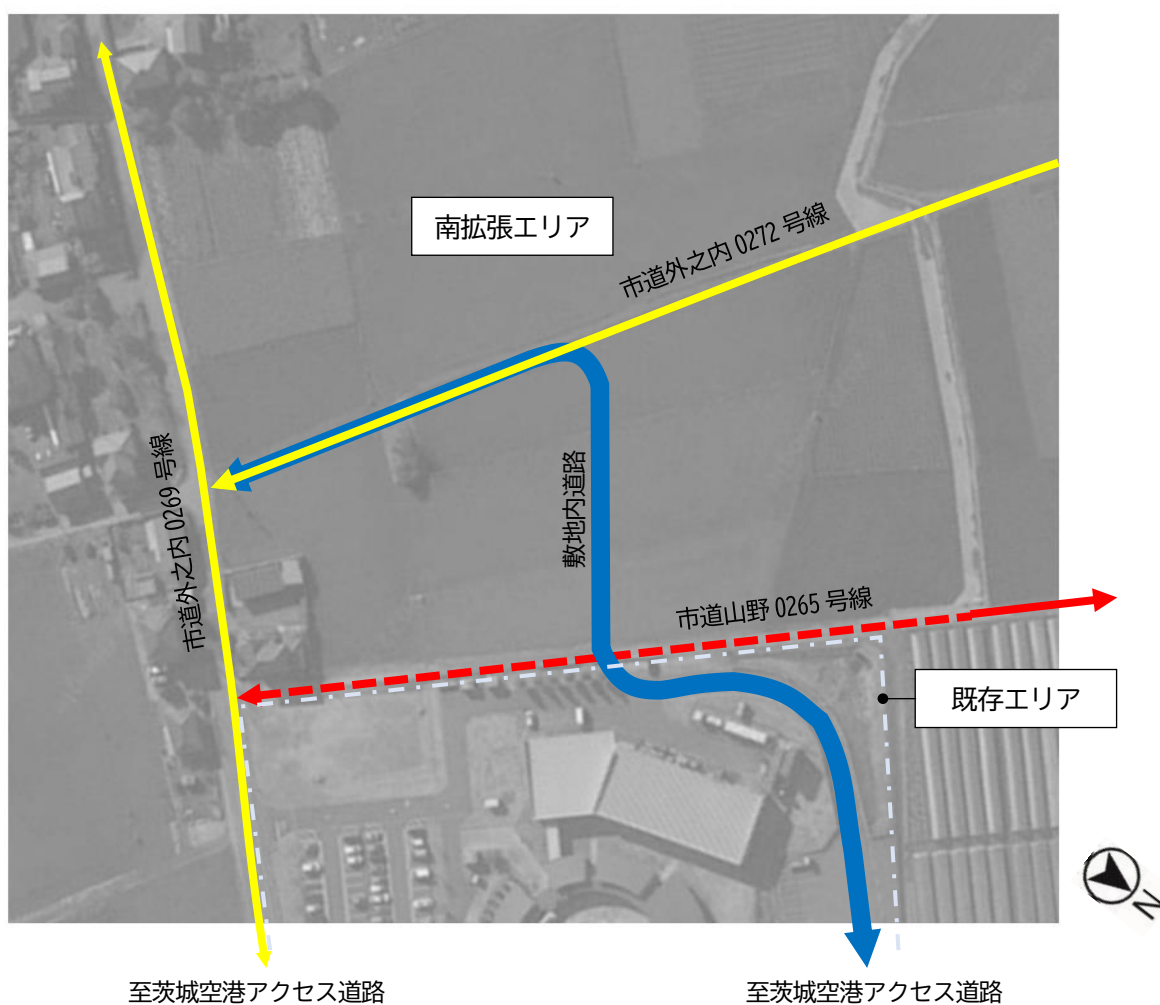 南拡張エリア
市道外之内 0272 号線
市道外之内 0269 号線
敷地内道路
市道山野 0265 号線
既存エリア
N
至茨城空港アクセス道路
至茨城空港アクセス道路